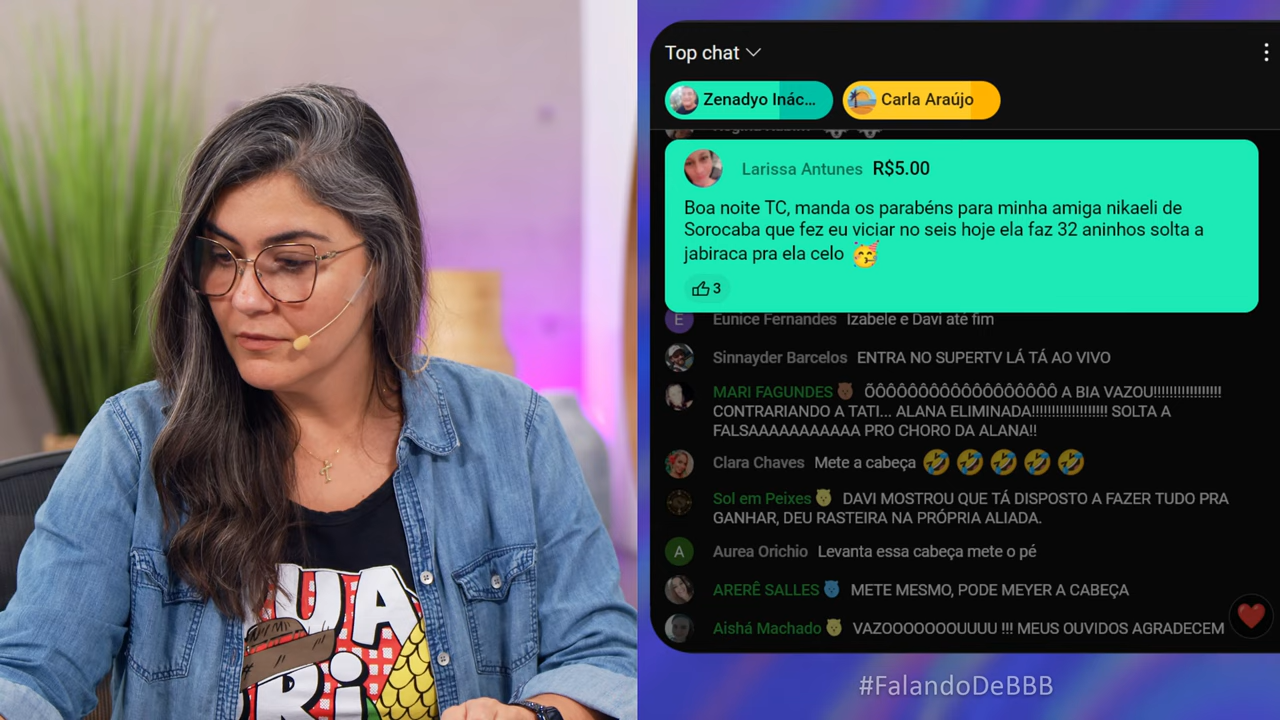 UA
RI
Top chat
Zenadyo Inác...
Carla Araújo
Larissa Antunes R$5.00
Boa noite TC, manda os parabéns para minha amiga nikaeli de
Sorocaba que fez eu viciar no seis hoje ela faz 32 aninhos solta a
jabiraca pra ela celo 🥳
3
E Eunice Fernandes Izabele e Davi até fim
Sinnayder Barcelos ENTRA NO SUPERTV LÁ TÁ AO VIVO
MARI FAGUNDES ÕÔÔÔÔÔÔÔÔÔÔÔÔÔÔÔÔÔ A BIA VAZOU!!!!!!!!!!!!!!!!!!
CONTRARIANDO A TATI... ALANA ELIMINADA!!!!!!!!!!!!!!!!!!!! SOLTA A
FALSAAAAAAAAAAA PRO CHORO DA ALANA!!
Clara Chaves Mete a cabeça 🤣🤣🤣🤣🤣
Sol em Peixes DAVI MOSTROU QUE TÁ DISPOSTO A FAZER TUDO PRA
GANHAR, DEU RASTEIRA NA PRÓPRIA ALIADA.
A Aurea Orichio Levanta essa cabeça mete o pé
ARERÊ SALLES METE MESMO, PODE MEYER A CABEÇA
Aishá Machado VAZOOOOOOOUUUU !!! MEUS OUVIDOS AGRADECEM
#FalandoDeBBB